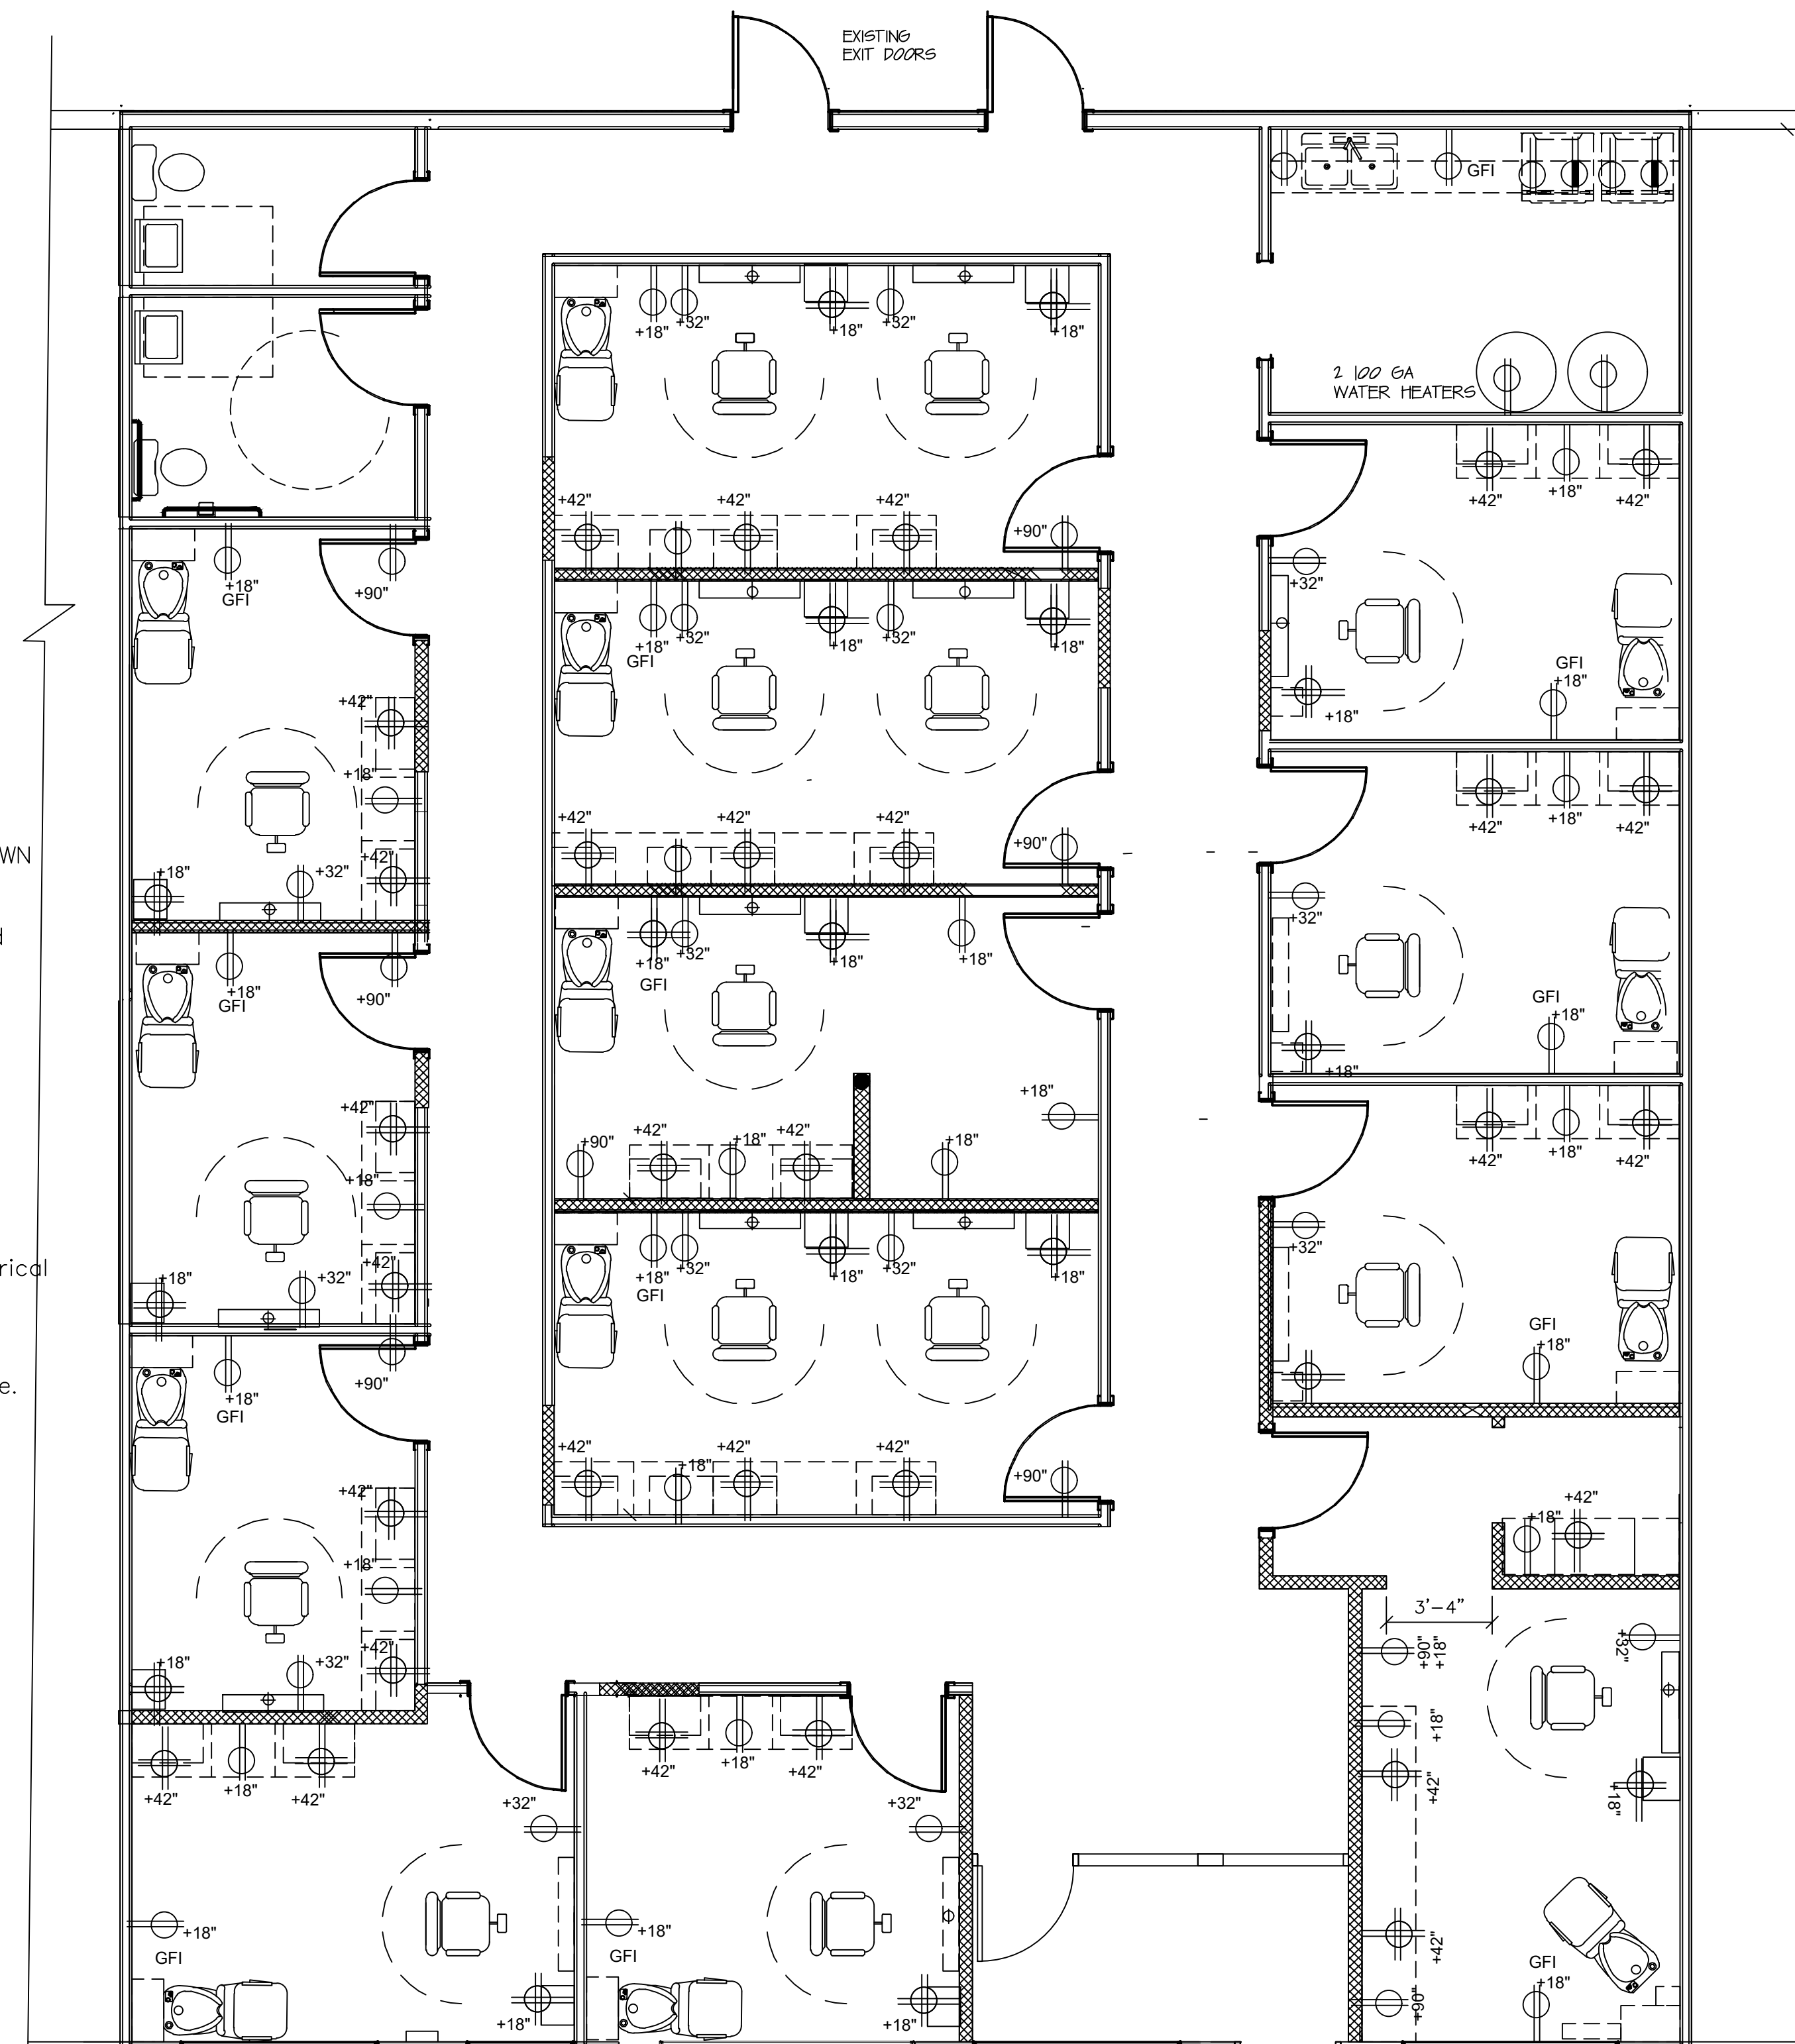 EXISTING
EXIT DOORS
GFI
2 100 GA
WATER HEATERS
+18" +32" +18" +32" +18"
+42" +42" +42" +90"
+42" +18" +42"
+32"
GFI
+18"
+18"
+18"
GFI
+90"
+42"
+18"
+42"
+18" +32"
+18" +32" +18" +32" +18"
GFI
+42" +42" +42" +90"
+42" +18" +42"
+32"
GFI
+18"
+18"
WN
d
+18"
GFI
+90"
+42"
+18"
+42"
+18" +32"
+18" +32" +18" +18"
GFI
+18"
+90" +42" +18" +42" +18"
+42" +18" +42"
+32"
GFI
+18"
rical
e.
+18" +32" +18" +32" +18"
GFI
+42" +18" +42" +42" +90"
+18"
GFI
+90"
+42"
+18"
+42"
+18" +32"
+18" +42"
3'-4"
+90"
+18"
+32"
+18"
+42"
+18"
+42"
GFI
+18"
+90"
+42" +18" +42"
+32"
+18"
GFI
+18"
+42" +18" +42"
+32"
+18"
GFI
+18"